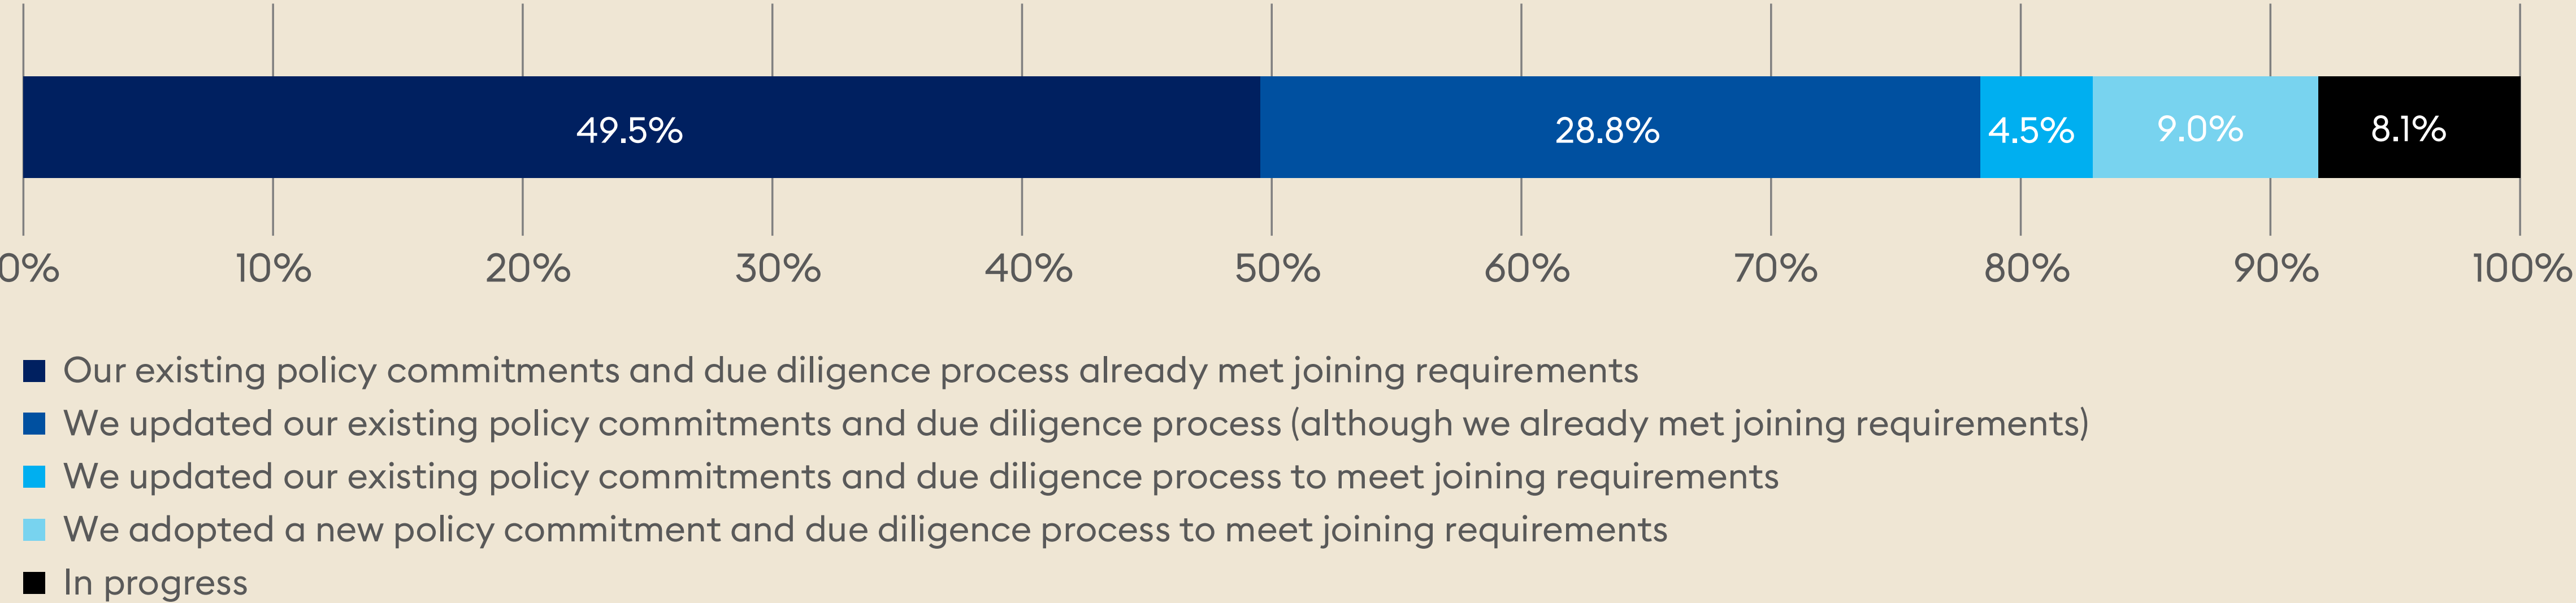 49.5% 28.8% 4.5% 9.0% 8.1%
0% 10% 20% 30% 40% 50% 60% 70% 80% 90% 100%
Our existing policy commitments and due diligence process already met joining requirements
We updated our existing policy commitments and due diligence process (although we already met joining requirements)
We updated our existing policy commitments and due diligence process to meet joining requirements
We adopted a new policy commitment and due diligence process to meet joining requirements
In progress